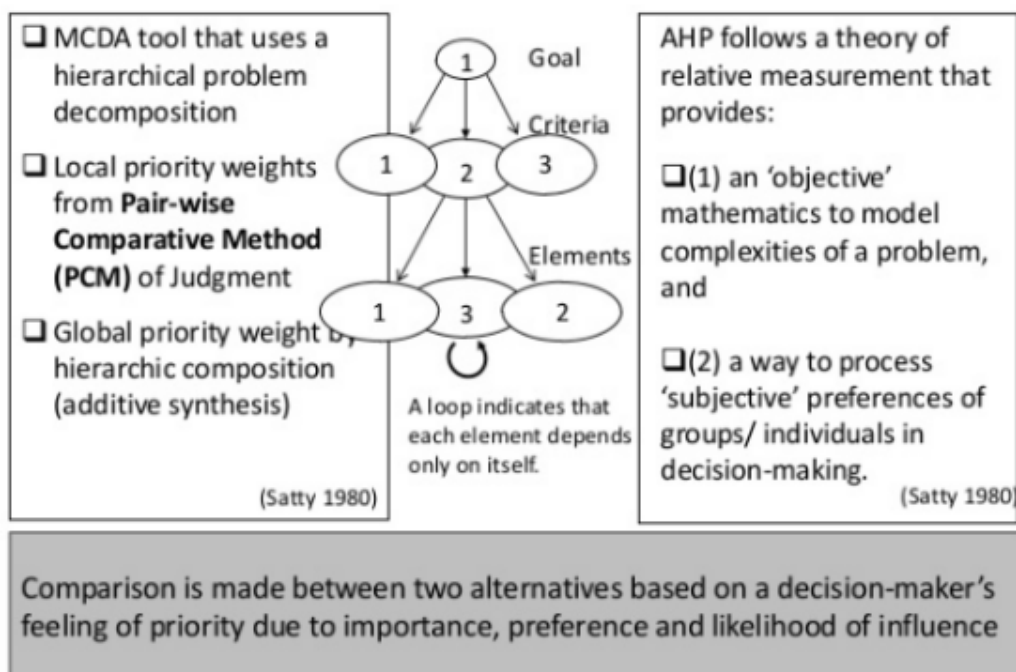 ❑ MCDA tool that uses a
hierarchical problem
decomposition
❑ Local priority weights
from Pair-wise
Comparative Method
(PCM) of Judgment
❑ Global priority weight by
hierarchic composition
(additive synthesis)
(Satty 1980)
1 Goal
Criteria
1 2 3
Elements
1 3 2
A loop indicates that
each element depends
only on itself.
AHP follows a theory of
relative measurement that
provides:
❑(1) an ‘objective’
mathematics to model
complexities of a problem,
and
❑(2) a way to process
‘subjective’ preferences of
groups/ individuals in
decision-making.
(Satty 1980)
Comparison is made between two alternatives based on a decision-maker’s
feeling of priority due to importance, preference and likelihood of influence